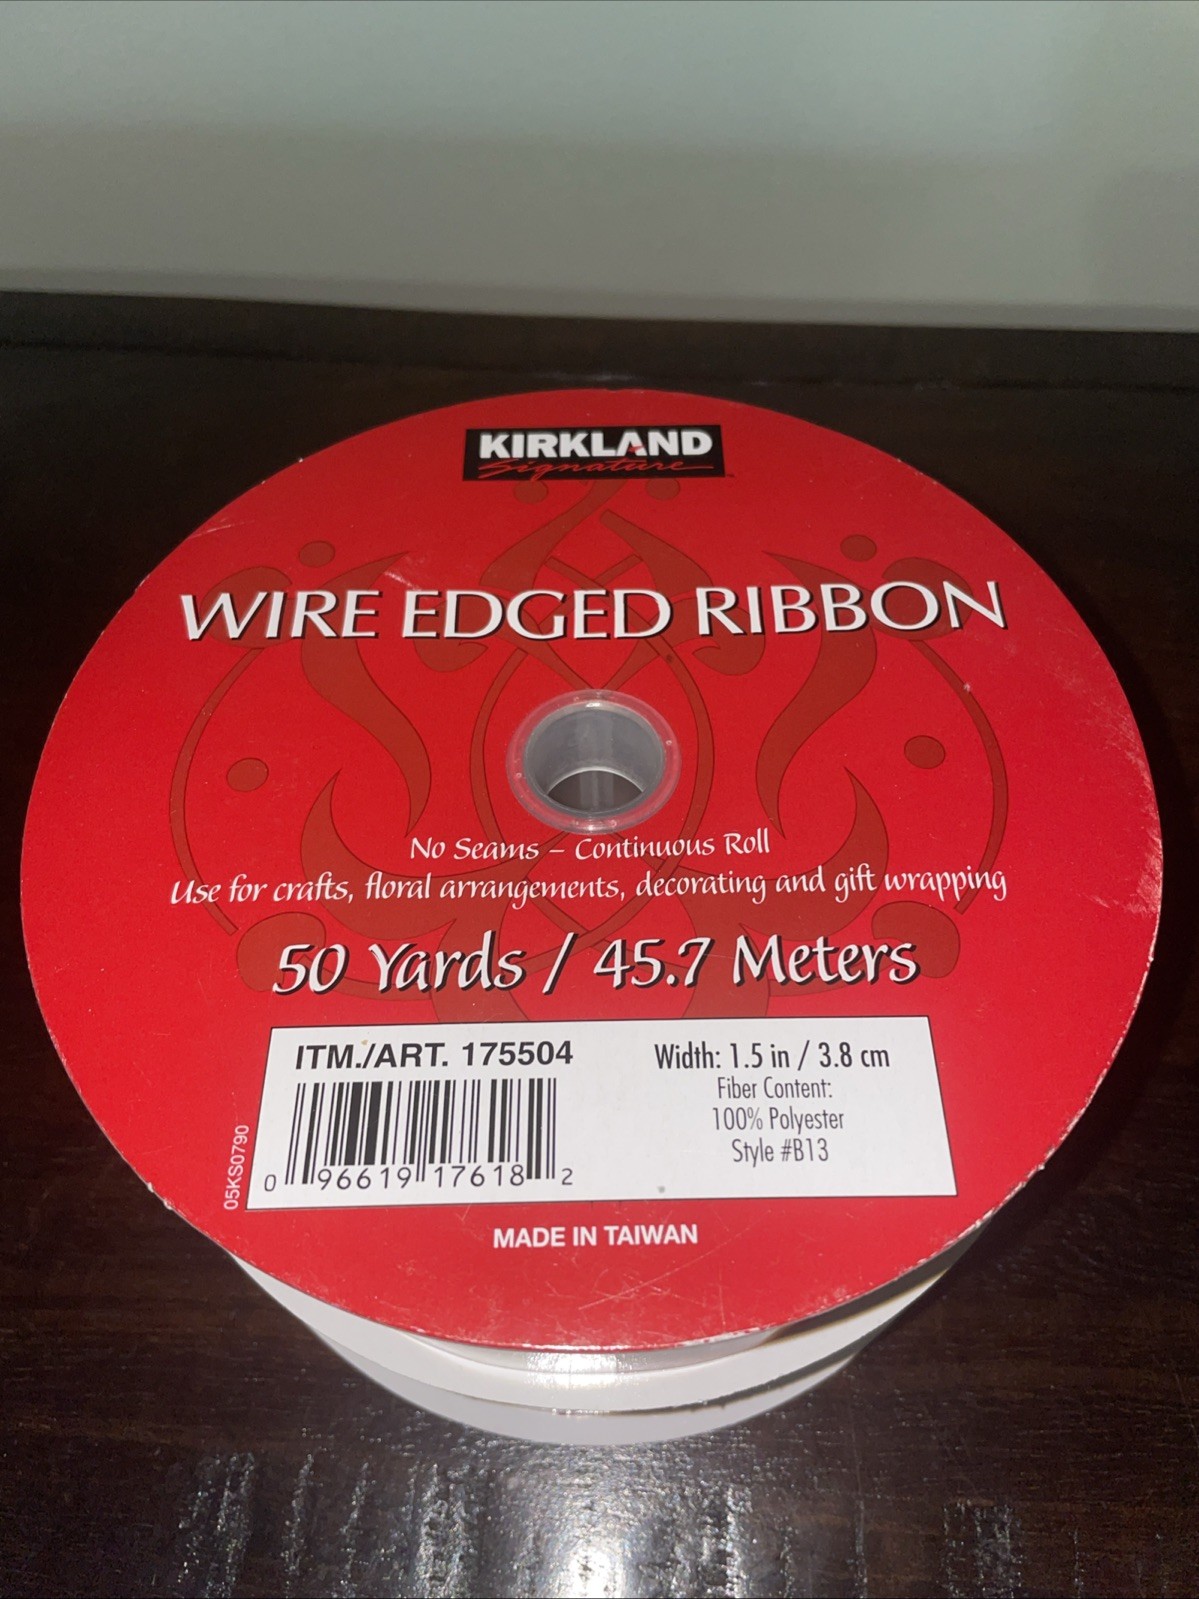 KIRKLAND
Signature
WIRE EDGED RIBBON
No Seams – Continuous Roll
Use for crafts, floral arrangements, decorating and gift wrapping
50 Yards / 45.7 Meters
ITM./ART. 175504
0 96619 17618 2
Width: 1.5 in / 3.8 cm
Fiber Content:
100% Polyester
Style #B13
05KS0790
MADE IN TAIWAN